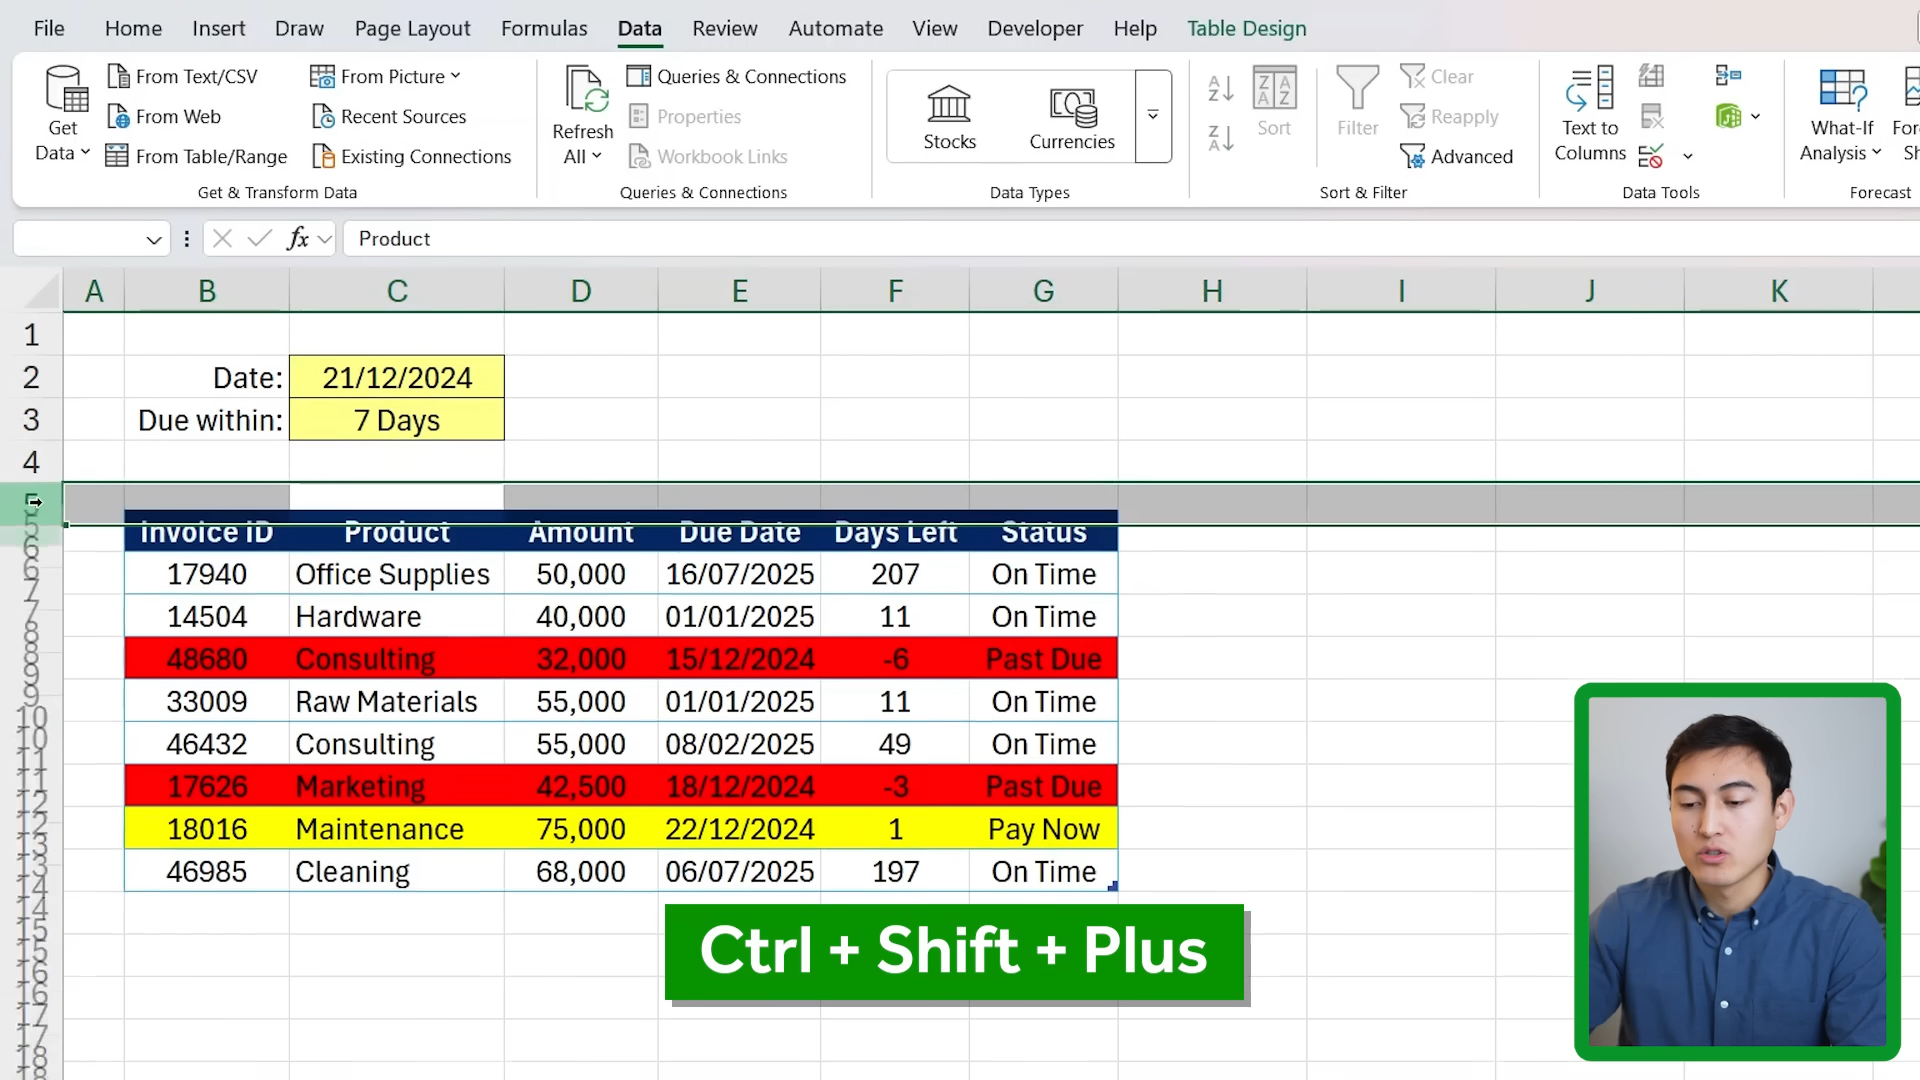 File Home Insert Draw Page Layout Formulas Data Review Automate View Developer Help Table Design
Get Data
From Text/CSV
From Web
From Table/Range
From Picture
Recent Sources
Existing Connections
Get & Transform Data
Refresh All
Queries & Connections
Properties
Workbook Links
Queries & Connections
Stocks
Currencies
Data Types
Sort
Filter
Clear
Reapply
Advanced
Sort & Filter
Text to Columns
Data Tools
What-If Analysis
Forecast
fx Product
A B C D E F G H I J K
1
2 Date: 21/12/2024
3 Due within: 7 Days
4
5
Invoice ID Product Amount Due Date Days Left Status
17940 Office Supplies 50,000 16/07/2025 207 On Time
14504 Hardware 40,000 01/01/2025 11 On Time
48680 Consulting 32,000 15/12/2024 -6 Past Due
33009 Raw Materials 55,000 01/01/2025 11 On Time
46432 Consulting 55,000 08/02/2025 49 On Time
17626 Marketing 42,500 18/12/2024 -3 Past Due
18016 Maintenance 75,000 22/12/2024 1 Pay Now
46985 Cleaning 68,000 06/07/2025 197 On Time
Ctrl + Shift + Plus